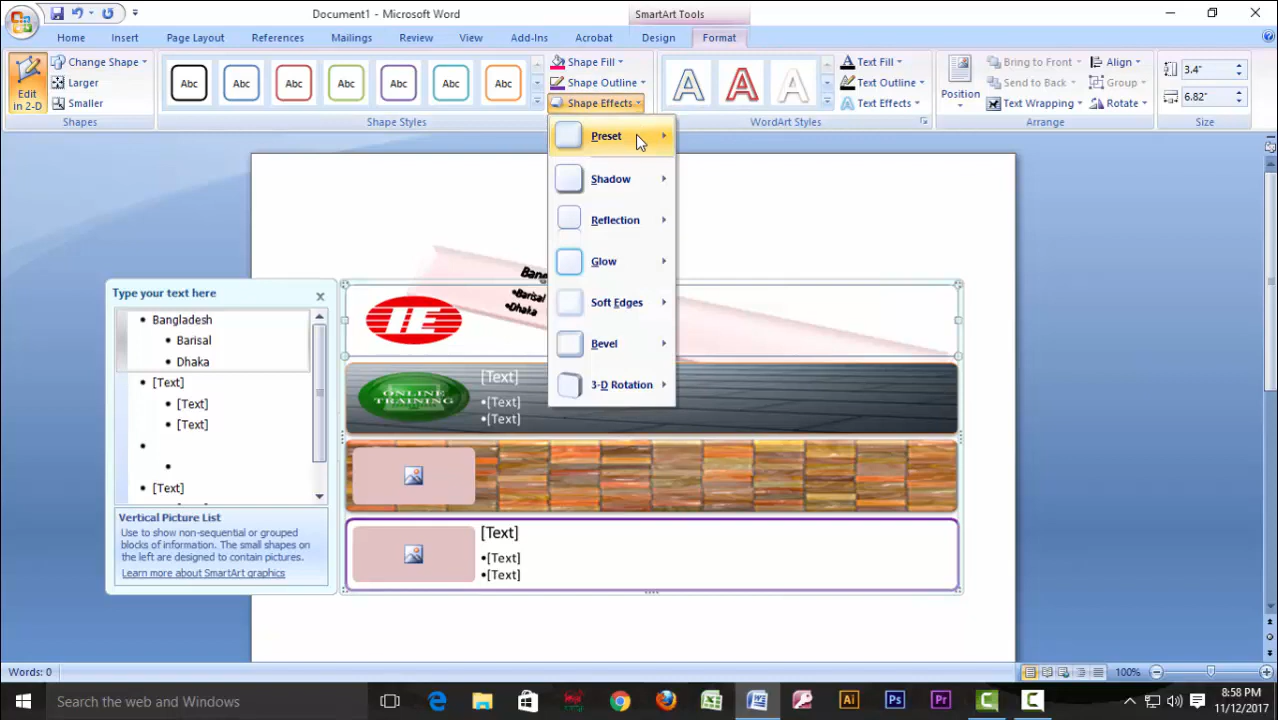 Document1 - Microsoft Word
SmartArt Tools
Home
Insert
Page Layout
References
Mailings
Review
View
Add-Ins
Acrobat
Design
Format
Edit
in 2-D
Change Shape
Larger
Smaller
Shapes
Abc
Abc
Abc
Abc
Abc
Abc
Abc
Shape Styles
Shape Fill
Shape Outline
Shape Effects
A
A
A
WordArt Styles
Text Fill
Text Outline
Text Effects
Position
Bring to Front
Send to Back
Text Wrapping
Align
Group
Rotate
Arrange
3.4"
6.82"
Size
Preset
Shadow
Reflection
Glow
Soft Edges
Bevel
3-D Rotation
Type your text here
Bangladesh
Barisal
Dhaka
[Text]
[Text]
[Text]
[Text]
Vertical Picture List
Use to show non-sequential or grouped
blocks of information. The small shapes on
the left are designed to contain pictures.
Learn more about SmartArt graphics
•Barisal
•Dhaka
IE
ONLINE
TRAINING
[Text]
•[Text]
•[Text]
[Text]
•[Text]
•[Text]
Words: 0
100%
Search the web and Windows
Ai
Ps
Pr
8:58 PM
11/12/2017